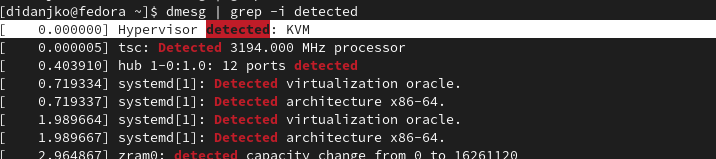 [didanjko@fedora ~]$ dmesg | grep -i detected
[    0.000000] Hypervisor detected: KVM
[    0.000005] tsc: Detected 3194.000 MHz processor
[    0.403910] hub 1-0:1.0: 12 ports detected
[    0.719334] systemd[1]: Detected virtualization oracle.
[    0.719337] systemd[1]: Detected architecture x86-64.
[    1.989664] systemd[1]: Detected virtualization oracle.
[    1.989667] systemd[1]: Detected architecture x86-64.
[    2.964867] zram0: detected capacity change from 0 to 16261120